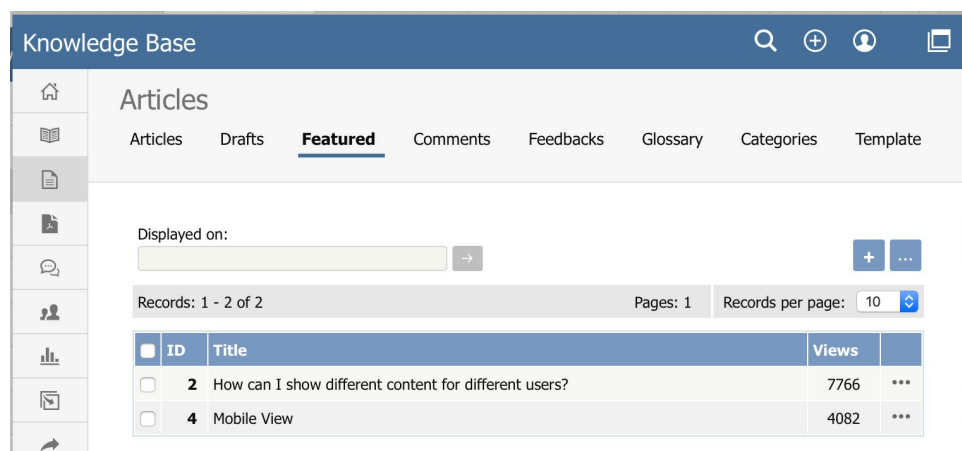 Knowledge Base
Articles
Articles Drafts Featured Comments Feedbacks Glossary Categories Template
Displayed on:
+ ...
Records: 1 - 2 of 2 Pages: 1 Records per page: 10
ID Title Views
2 How can I show different content for different users? 7766 •••
4 Mobile View 4082 •••